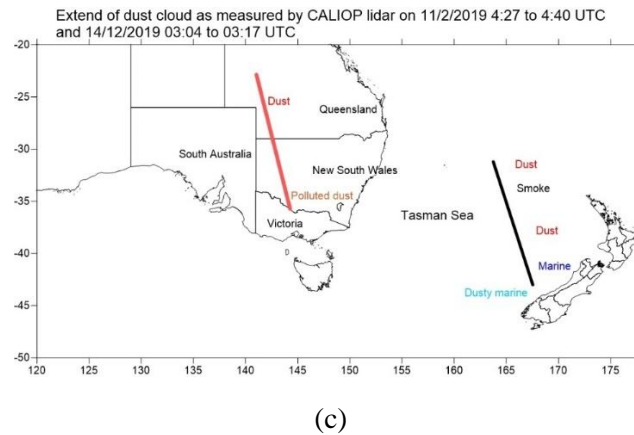 Extend of dust cloud as measured by CALIOP lidar on 11/2/2019 4:27 to 4:40 UTC
and 14/12/2019 03:04 to 03:17 UTC
-20
Dust
Queensland
-25
-30
South Australia
New South Wales
Dust
Smoke
Polluted dust
-35
Tasman Sea
Victoria
Dust
-40
Marine
Dusty marine
-45
-50
120 125 130 135 140 145 150 155 160 165 170 175
(c)